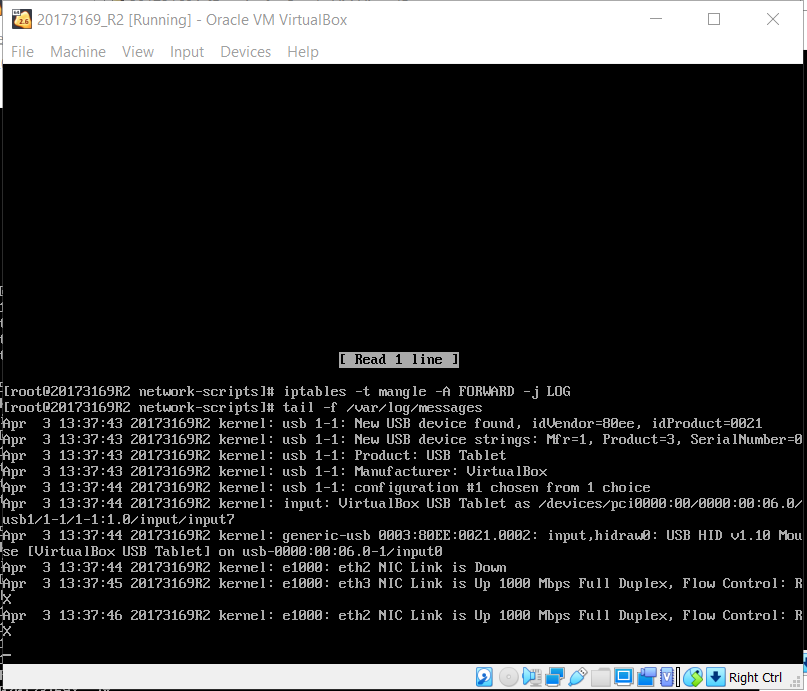 20173169_R2 [Running] - Oracle VM VirtualBox
File Machine View Input Devices Help
[ Read 1 line ]
[root@20173169R2 network-scripts]# iptables -t mangle -A FORWARD -j LOG
[root@20173169R2 network-scripts]# tail -f /var/log/messages
Apr  3 13:37:43 20173169R2 kernel: usb 1-1: New USB device found, idVendor=80ee, idProduct=0021
Apr  3 13:37:43 20173169R2 kernel: usb 1-1: New USB device strings: Mfr=1, Product=3, SerialNumber=0
Apr  3 13:37:43 20173169R2 kernel: usb 1-1: Product: USB Tablet
Apr  3 13:37:43 20173169R2 kernel: usb 1-1: Manufacturer: VirtualBox
Apr  3 13:37:44 20173169R2 kernel: usb 1-1: configuration #1 chosen from 1 choice
Apr  3 13:37:44 20173169R2 kernel: input: VirtualBox USB Tablet as /devices/pci0000:00/0000:00:06.0/
usb1/1-1/1-1:1.0/input/input7
Apr  3 13:37:44 20173169R2 kernel: generic-usb 0003:80EE:0021.0002: input,hidraw0: USB HID v1.10 Mou
se [VirtualBox USB Tablet] on usb-0000:00:06.0-1/input0
Apr  3 13:37:44 20173169R2 kernel: e1000: eth2 NIC Link is Down
Apr  3 13:37:45 20173169R2 kernel: e1000: eth3 NIC Link is Up 1000 Mbps Full Duplex, Flow Control: R
X
Apr  3 13:37:46 20173169R2 kernel: e1000: eth2 NIC Link is Up 1000 Mbps Full Duplex, Flow Control: R
X
Right Ctrl